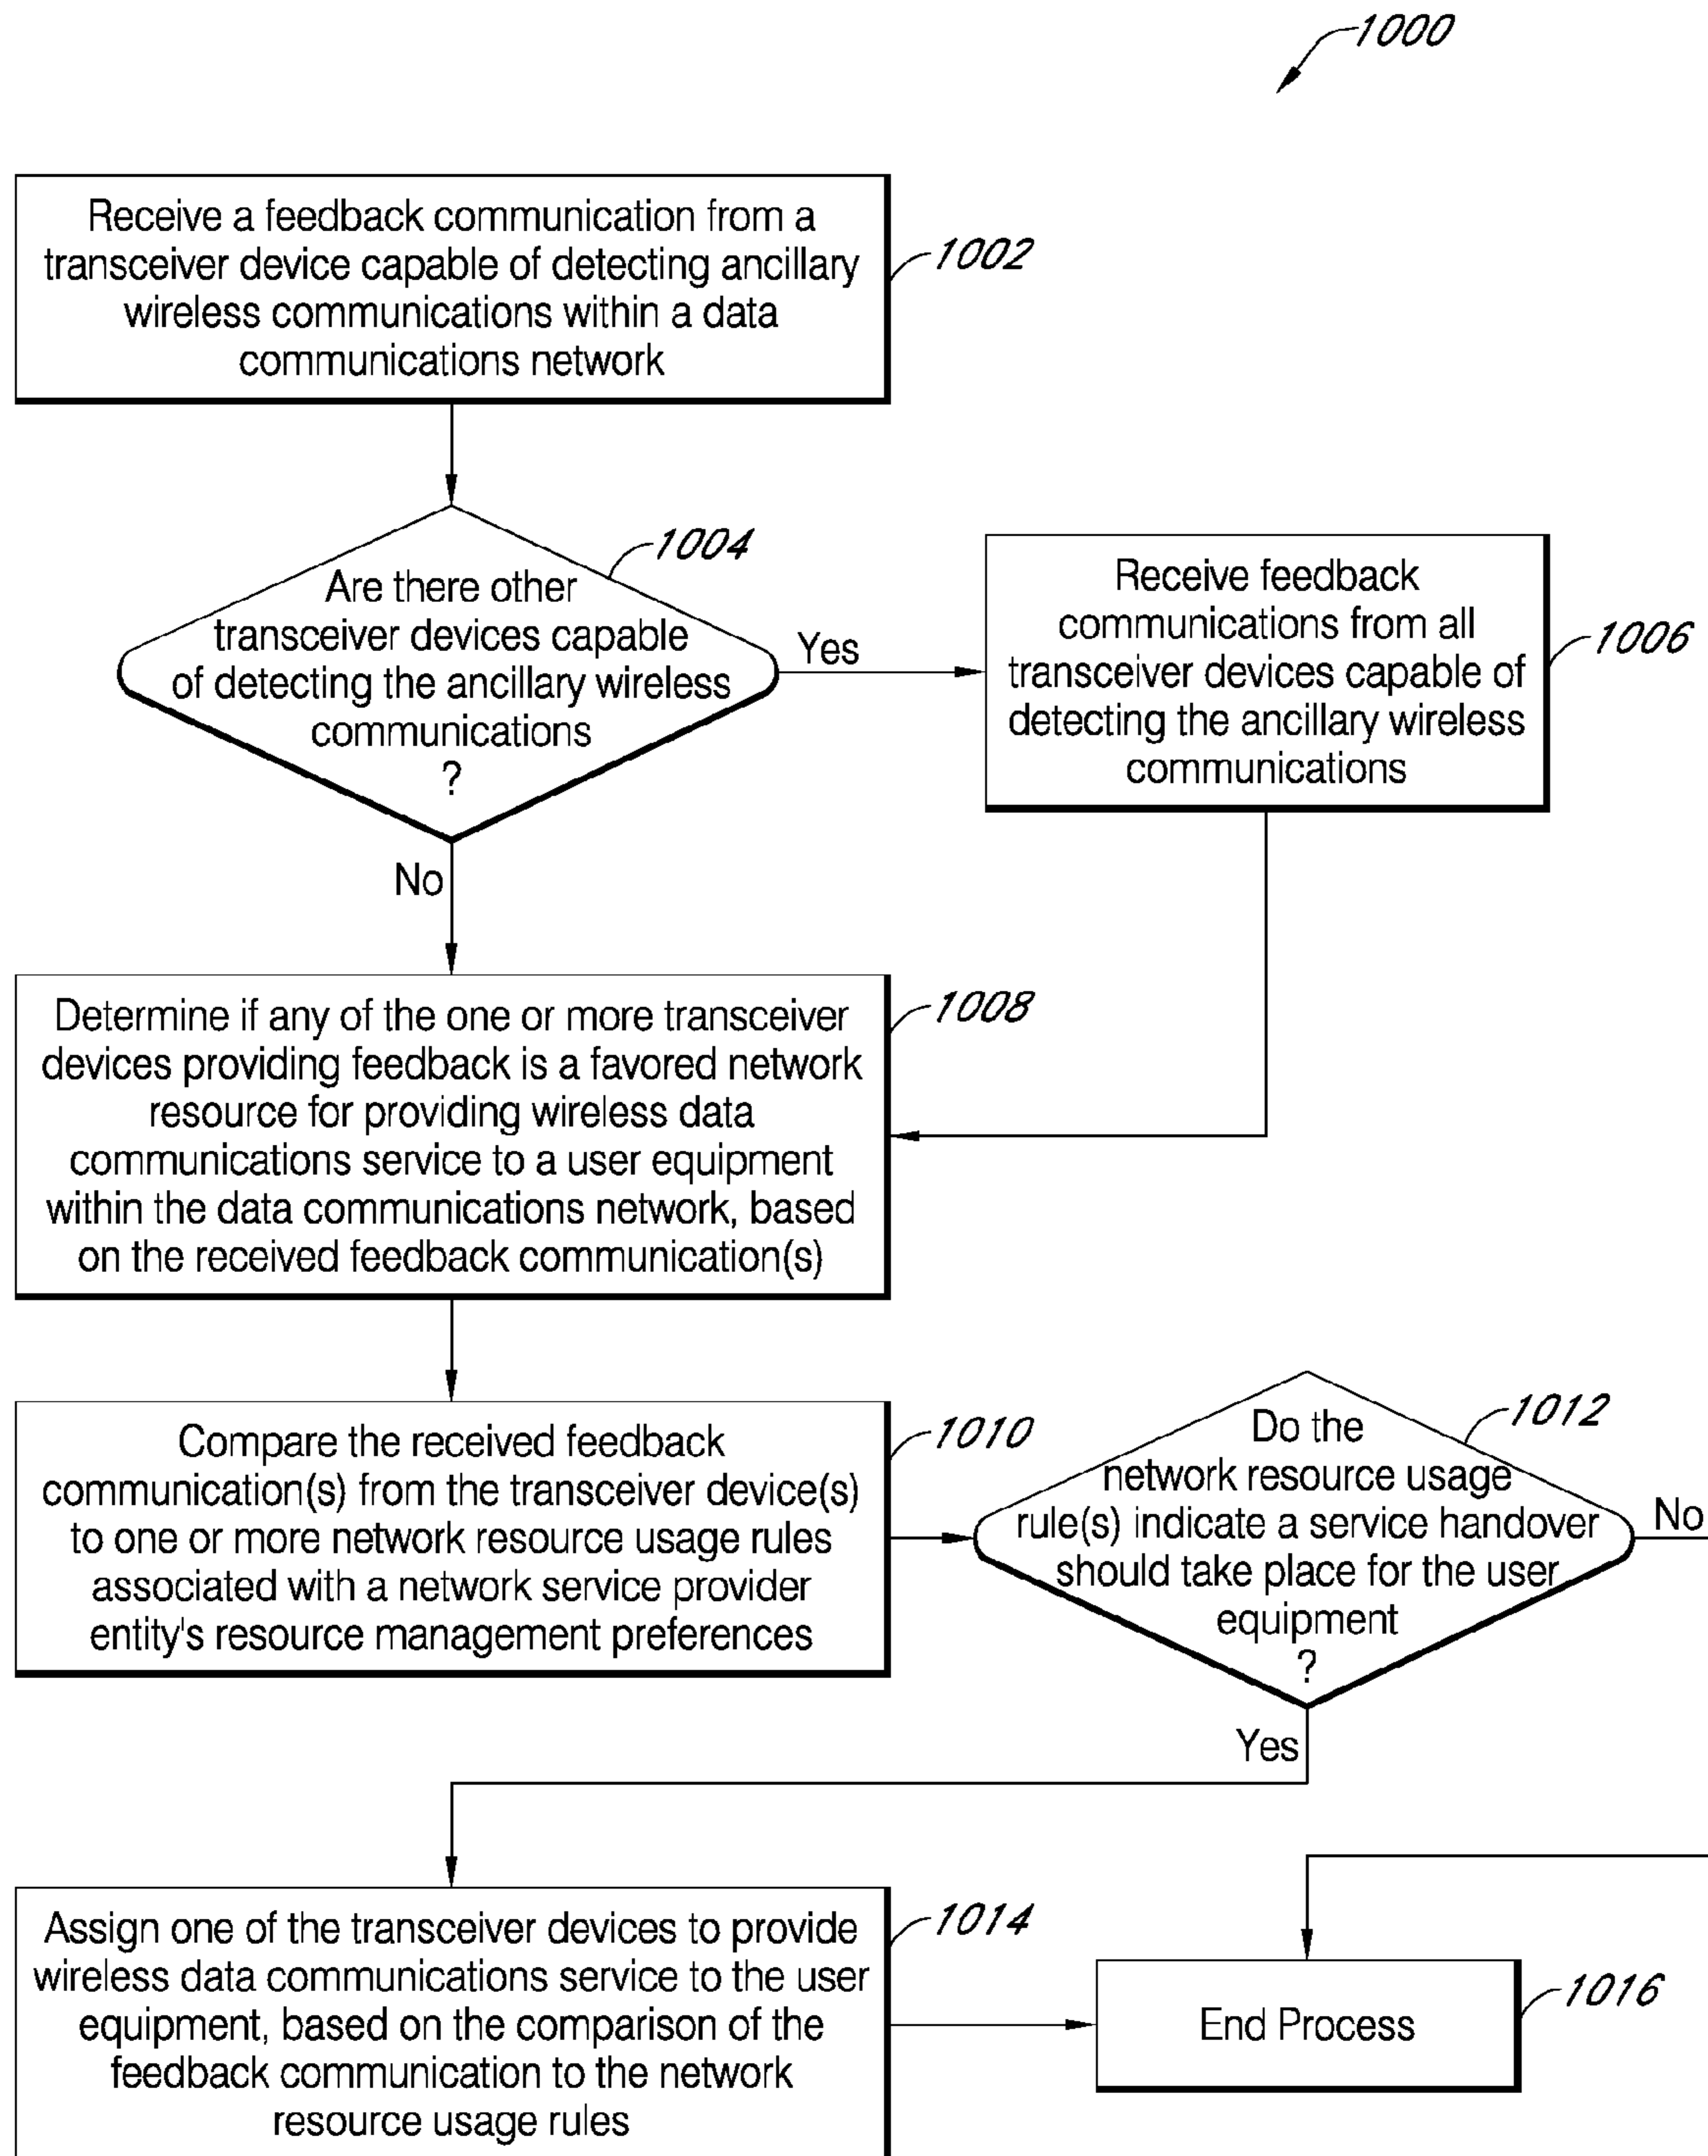 1000
Receive a feedback communication from a
transceiver device capable of detecting ancillary
wireless communications within a data
communications network
1002
1004
Are there other
transceiver devices capable
of detecting the ancillary wireless
communications
?
Yes
No
Receive feedback
communications from all
transceiver devices capable of
detecting the ancillary wireless
communications
1006
Determine if any of the one or more transceiver
devices providing feedback is a favored network
resource for providing wireless data
communications service to a user equipment
within the data communications network, based
on the received feedback communication(s)
1008
Compare the received feedback
communication(s) from the transceiver device(s)
to one or more network resource usage rules
associated with a network service provider
entity's resource management preferences
1010
1012
Do the
network resource usage
rule(s) indicate a service handover
should take place for the user
equipment
?
No
Yes
Assign one of the transceiver devices to provide
wireless data communications service to the user
equipment, based on the comparison of the
feedback communication to the network
resource usage rules
1014
End Process
1016